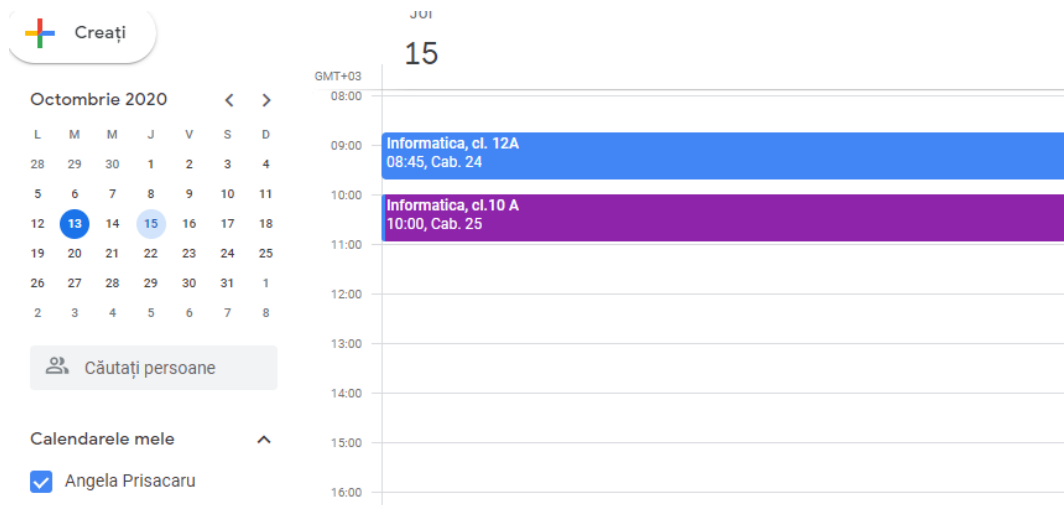 Creați
Octombrie 2020
L M M J V S D
28 29 30 1 2 3 4
5 6 7 8 9 10 11
12 13 14 15 16 17 18
19 20 21 22 23 24 25
26 27 28 29 30 31 1
2 3 4 5 6 7 8
Căutați persoane
Calendarele mele
Angela Prisacaru
JOI
15
GMT+03
08:00
09:00
Informatica, cl. 12A
08:45, Cab. 24
10:00
Informatica, cl.10 A
10:00, Cab. 25
11:00
12:00
13:00
14:00
15:00
16:00